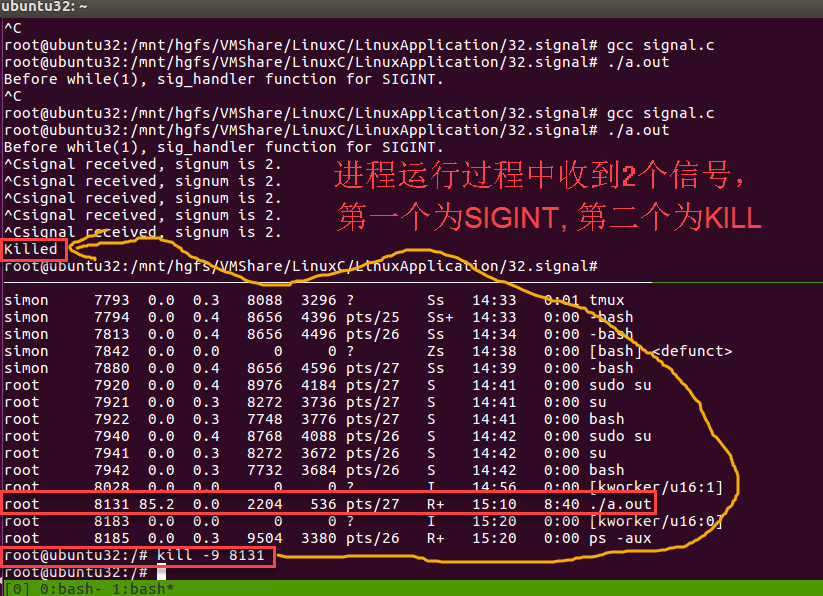 ubuntu32: ~
^C
root@ubuntu32:/mnt/hgfs/VMShare/LinuxC/LinuxApplication/32.signal# gcc signal.c
root@ubuntu32:/mnt/hgfs/VMShare/LinuxC/LinuxApplication/32.signal# ./a.out
Before while(1), sig_handler function for SIGINT.
^C
root@ubuntu32:/mnt/hgfs/VMShare/LinuxC/LinuxApplication/32.signal# gcc signal.c
root@ubuntu32:/mnt/hgfs/VMShare/LinuxC/LinuxApplication/32.signal# ./a.out
Before while(1), sig_handler function for SIGINT.
^Csignal received, signum is 2.
^Csignal received, signum is 2.
^Csignal received, signum is 2.
^Csignal received, signum is 2.
^Csignal received, signum is 2.
进程运行过程中收到2个信号,
第一个为SIGINT, 第二个为KILL
Killed
root@ubuntu32:/mnt/hgfs/VMShare/LinuxC/LinuxApplication/32.signal#
simon 7793 0.0 0.3 8088 3296 ? Ss 14:33 0:01 tmux
simon 7794 0.0 0.4 8656 4396 pts/25 Ss+ 14:33 0:00 -bash
simon 7813 0.0 0.4 8656 4496 pts/26 Ss 14:34 0:00 -bash
simon 7842 0.0 0.0 0 0 ? Zs 14:38 0:00 [bash] <defunct>
simon 7880 0.0 0.4 8656 4596 pts/27 Ss 14:39 0:00 -bash
root 7920 0.0 0.4 8976 4184 pts/27 S 14:41 0:00 sudo su
root 7921 0.0 0.3 8272 3736 pts/27 S 14:41 0:00 su
root 7922 0.0 0.3 7748 3776 pts/27 S 14:41 0:00 bash
root 7940 0.0 0.4 8768 4088 pts/26 S 14:42 0:00 sudo su
root 7941 0.0 0.3 8272 3672 pts/26 S 14:42 0:00 su
root 7942 0.0 0.3 7732 3684 pts/26 S 14:42 0:00 bash
root 8028 0.0 0.0 0 0 ? I 14:56 0:00 [kworker/u16:1]
root 8131 85.2 0.0 2204 536 pts/27 R+ 15:10 8:40 ./a.out
root 8183 0.0 0.0 0 0 ? I 15:20 0:00 [kworker/u16:0]
root 8185 0.0 0.3 9504 3380 pts/26 R+ 15:20 0:00 ps -aux
root@ubuntu32:/# kill -9 8131
root@ubuntu32:/#
[0] 0:bash- 1:bash*